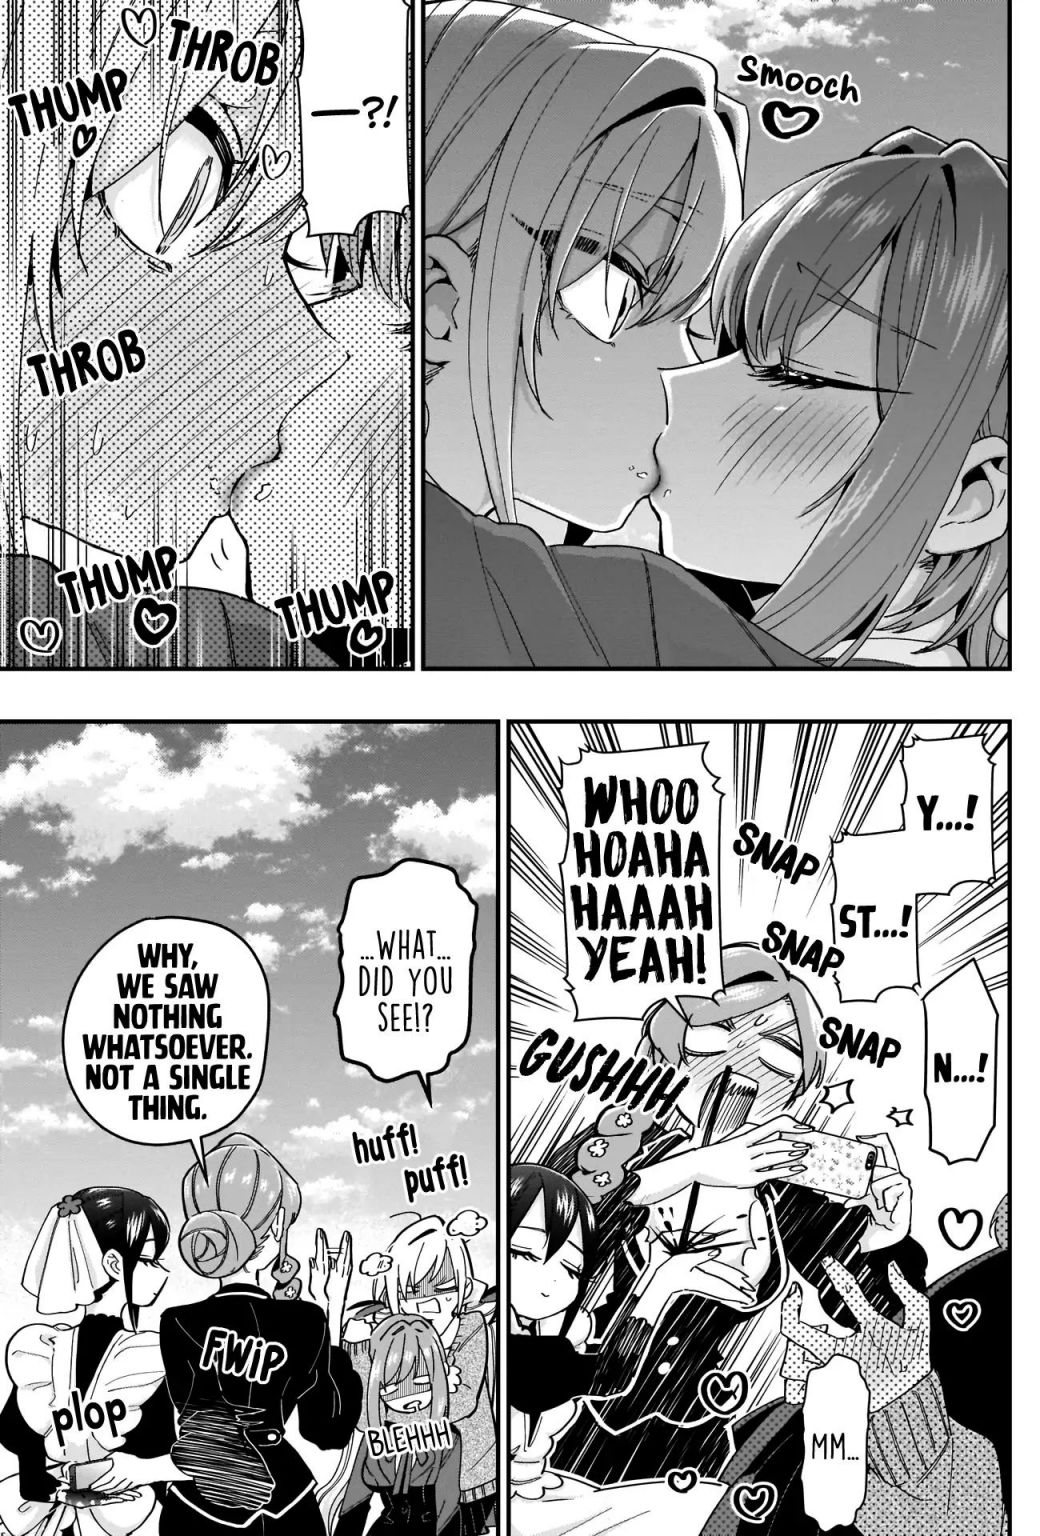 Smooch
—?!
THROB
THUMP
THROB
THUMP
THUMP
Y...!
ST...!
N...!
WHOO
HOAHA
HAAAH
YEAH!
SNAP
SNAP
SNAP
GUSHHH
MM...
...WHAT...
DID YOU
SEE!?
huff!
puff!
WHY,
WE SAW
NOTHING
WHATSOEVER.
NOT A SINGLE
THING.
FWIP
plop
BLEHHH